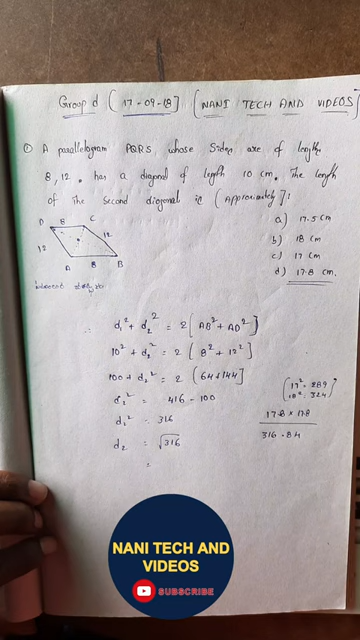 Group d [17-09-18] [NANI TECH AND VIDEOS]
① A parallelogram PQRS, whose sides are of length
8, 12. has a diagonal of length 10 cm. The length
of the second diagonal is (Approximately):
a) 17.5cm
b) 18 cm
c) 17 cm
d) 17.8 cm.
D 8 C
12 12
A 8 B
∴ d₁² + d₂² = 2[AB² + AD²]
10² + d₂² = 2[8² + 12²]
100 + d₂² = 2[64+144]
d₂² = 416 - 100
d₂² = 316
d₂ = √316
=
(17² = 289
18² = 324)
17.8 x 17.8
316.84
NANI TECH AND
VIDEOS
SUBSCRIBE